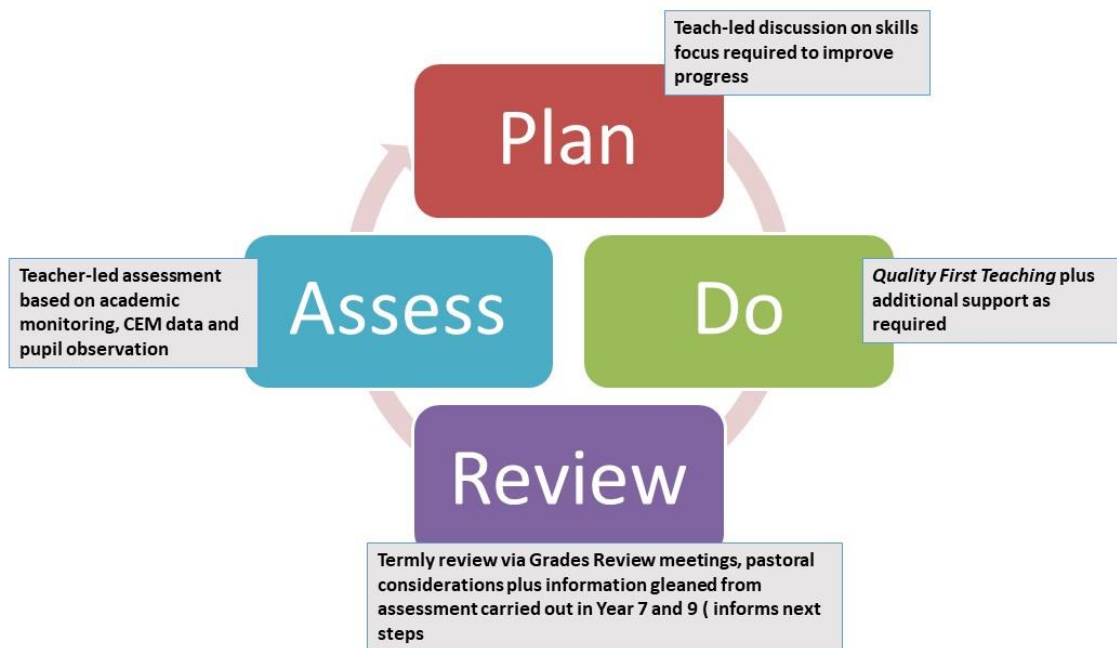 Teach-led discussion on skills
focus required to improve
progress
Plan
Teacher-led assessment
based on academic
monitoring, CEM data and
pupil observation
Assess
Do
Quality First Teaching plus
additional support as
required
Review
Termly review via Grades Review meetings, pastoral
considerations plus information gleaned from
assessment carried out in Year 7 and 9 ( informs next
steps